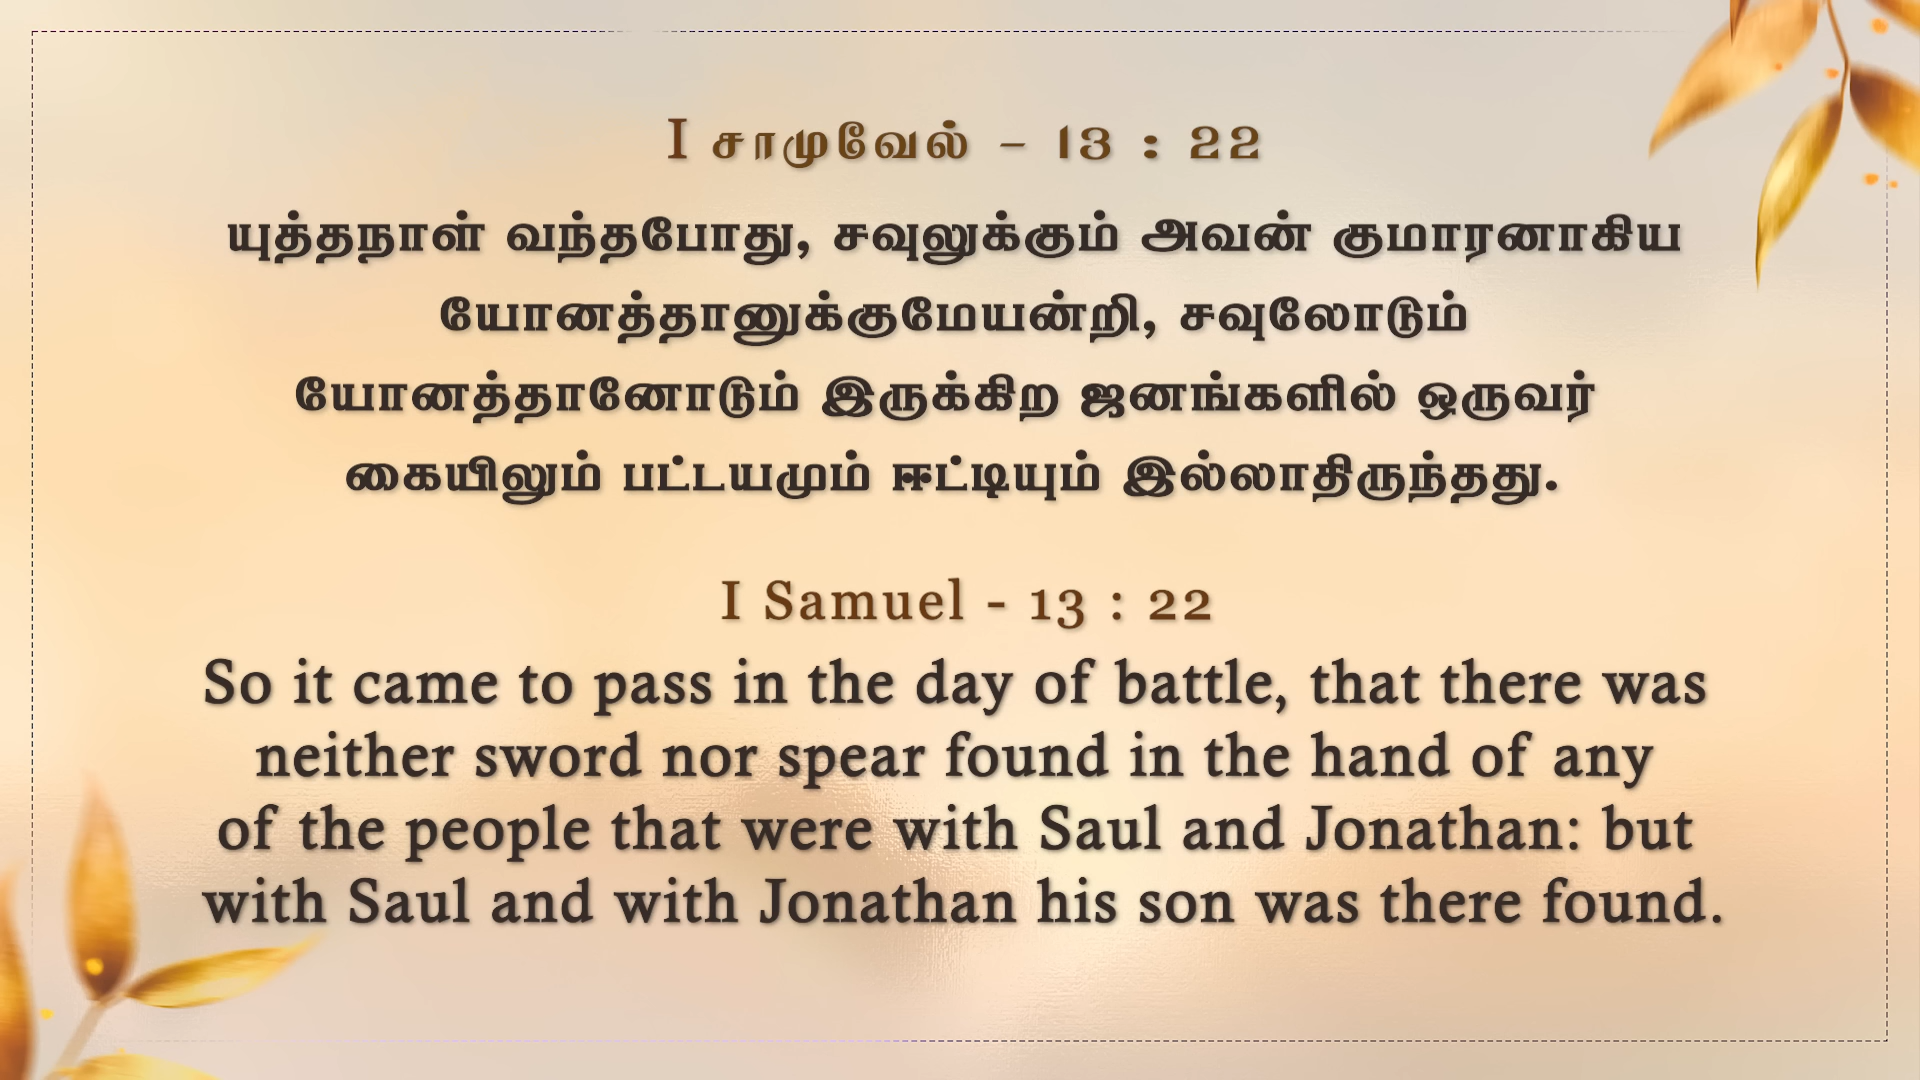 I சாமுவேல் - 13 : 22
யுத்தநாள் வந்தபோது, சவுலுக்கும் அவன் குமாரனாகிய
யோனத்தானுக்குமேயன்றி, சவுலோடும்
யோனத்தானோடும் இருக்கிற ஜனங்களில் ஒருவர்
கையிலும் பட்டயமும் ஈட்டியும் இல்லாதிருந்தது.
I Samuel - 13 : 22
So it came to pass in the day of battle, that there was
neither sword nor spear found in the hand of any
of the people that were with Saul and Jonathan: but
with Saul and with Jonathan his son was there found.